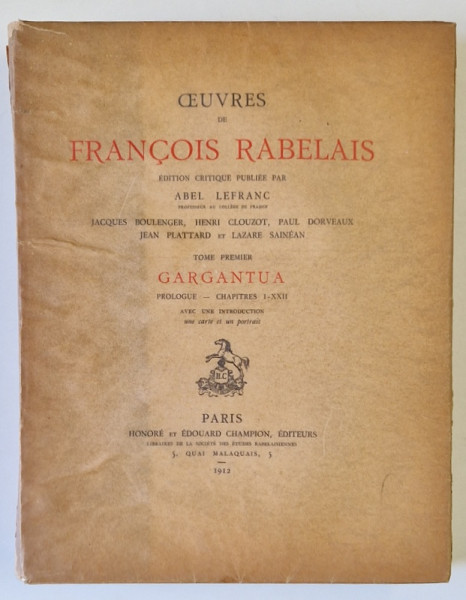 ŒUVRES
DE
FRANÇOIS RABELAIS
ÉDITION CRITIQUE PUBLIÉE PAR
ABEL LEFRANC
PROFESSEUR AU COLLÈGE DE FRANCE
JACQUES BOULENGER, HENRI CLOUZOT, PAUL DORVEAUX
JEAN PLATTARD ET LAZARE SAINÉAN
TOME PREMIER
GARGANTUA
PROLOGUE — CHAPITRES I-XXII
AVEC UNE INTRODUCTION
une carte et un portrait
H C
PARIS
HONORÉ ET ÉDOUARD CHAMPION, ÉDITEURS
LIBRAIRES DE LA SOCIÉTÉ DES ÉTUDES RABELAISIENNES
5, QUAI MALAQUAIS, 5
1912